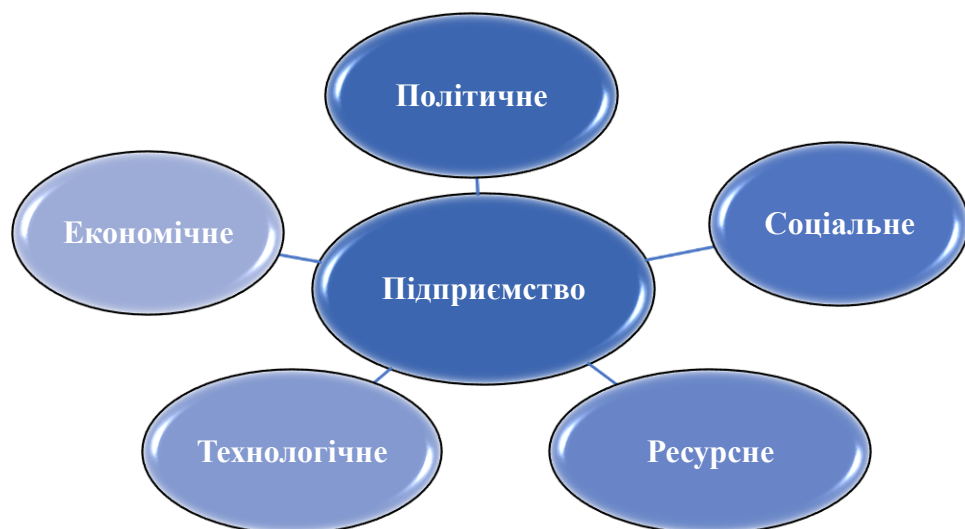 Політичне
Економічне
Соціальне
Підприємство
Технологічне
Ресурсне